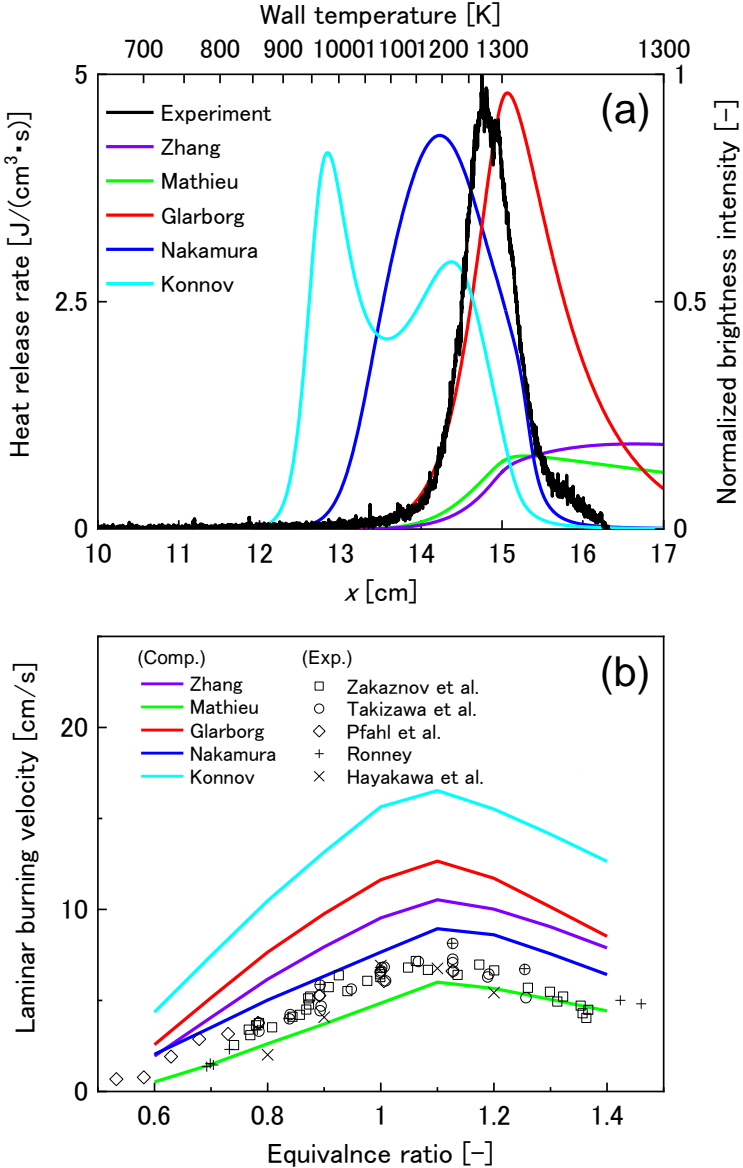 Wall temperature [K]
700 800 900 1000 1100 1200 1300 1300
980
(a)
5
2.5
0
Heat release rate [J/(cm³・s)]
Experiment
Zhang
Mathieu
Glarborg
Nakamura
Konnov
1
0.5
0
Normalized brightness intensity [-]
10 11 12 13 14 15 16 17
x [cm]
(b)
(Comp.) (Exp.)
Zhang Zakaznov et al.
Mathieu Takizawa et al.
Glarborg Pfahl et al.
Nakamura Ronney
Konnov Hayakawa et al.
20
10
0
Laminar burning velocity [cm/s]
0.6 0.8 1 1.2 1.4
Equivalnce ratio [-]